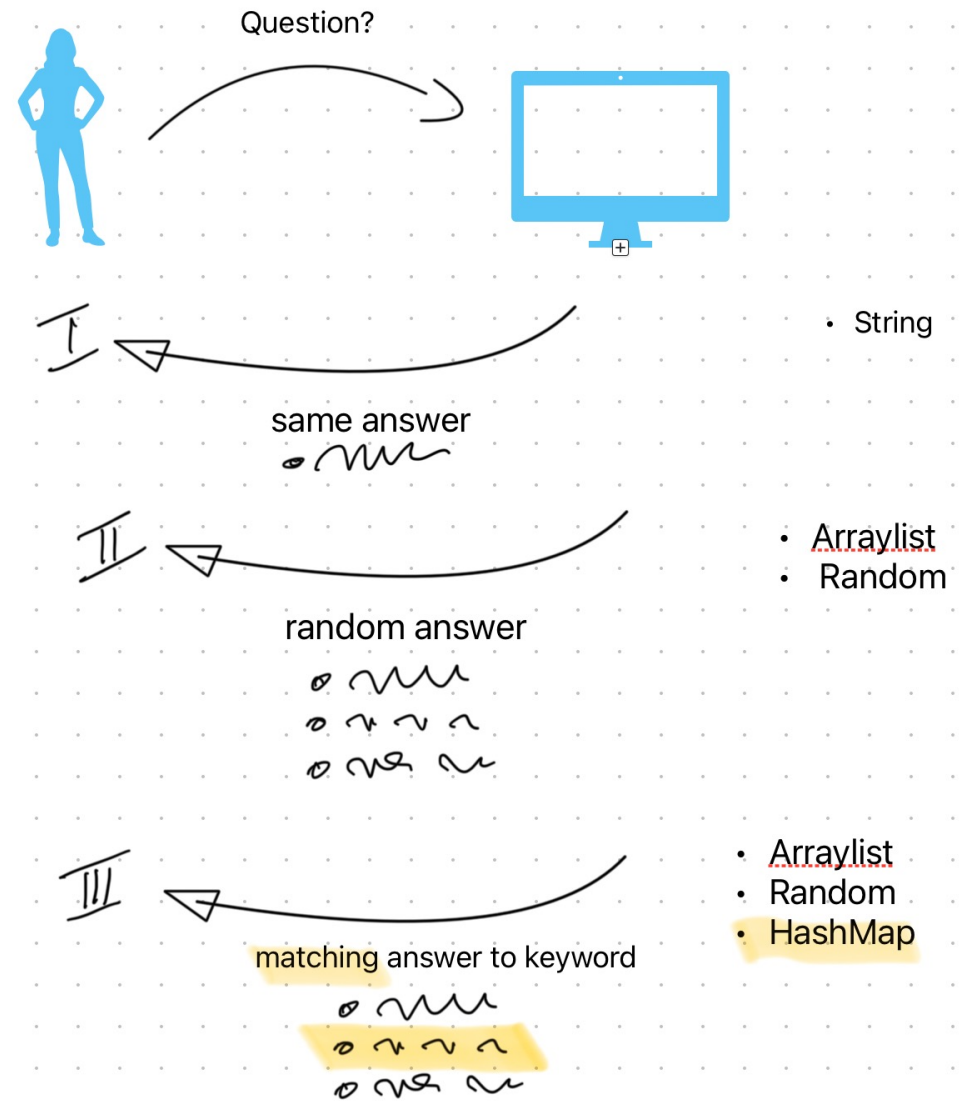 Question?
I
• String
same answer
II
• Arraylist
• Random
random answer
III
• Arraylist
• Random
• HashMap
matching answer to keyword